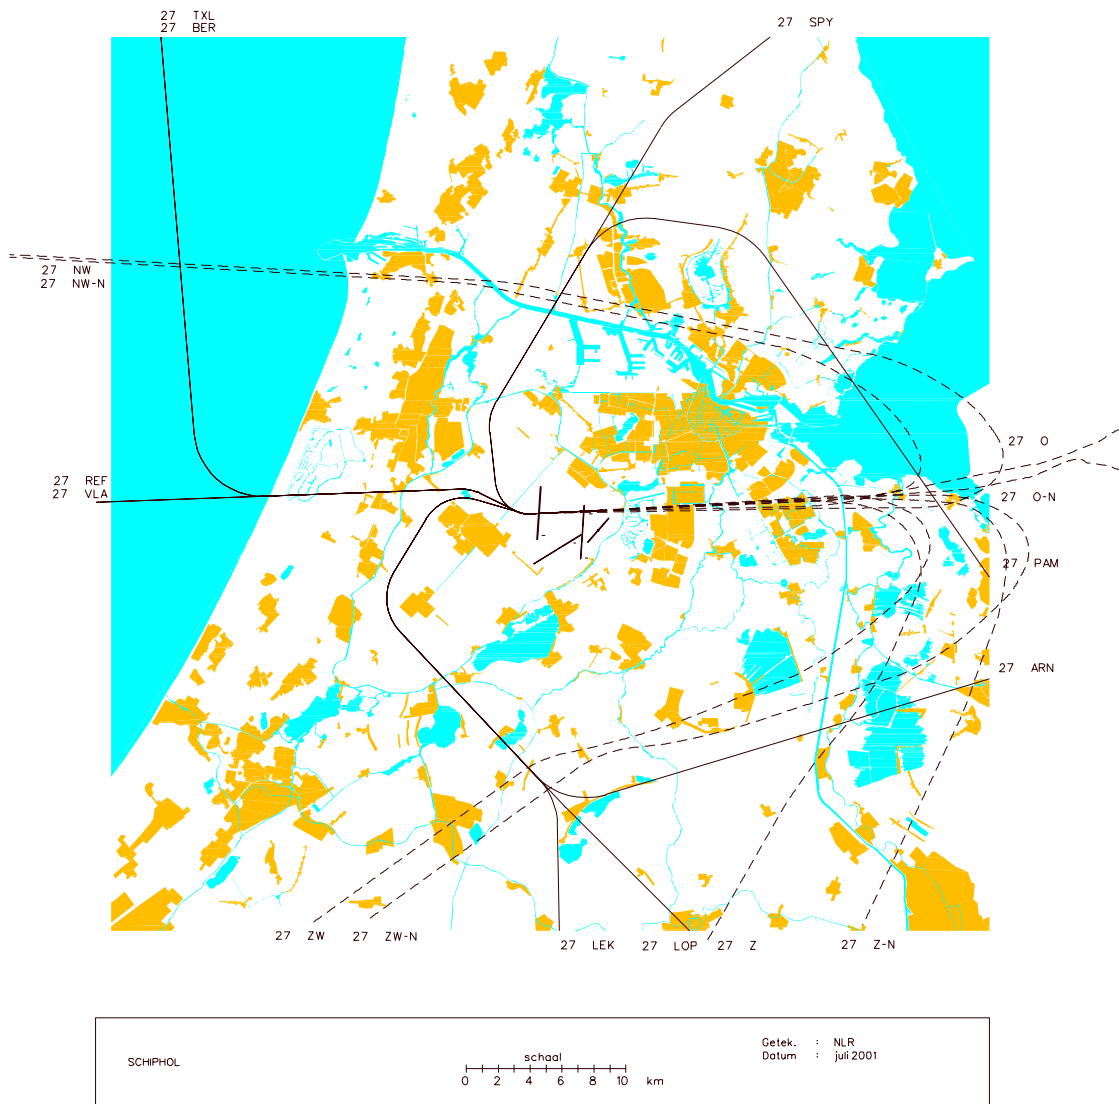 27 TXL
27 BER
27 SPY
27 NW
27 NW-N
27 O
27 REF
27 VLA
27 O-N
27 PAM
27 ARN
27 ZW
27 ZW-N
27 LEK
27 LOP
27 Z
27 Z-N
SCHIPHOL
schaal
0 2 4 6 8 10 km
Getek. : NLR
Datum : juli 2001